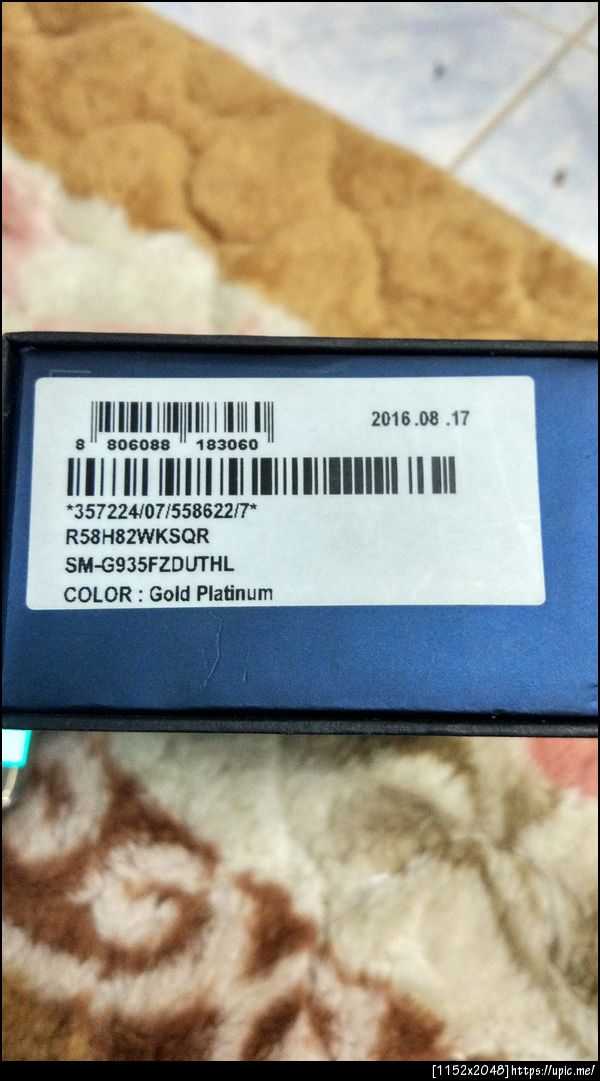 2016.08 .17
8 806088 183060
*357224/07/558622/7*
R58H82WKSQR
SM-G935FZDUTHL
COLOR : Gold Platinum
[1152x2048]https://upic.me/